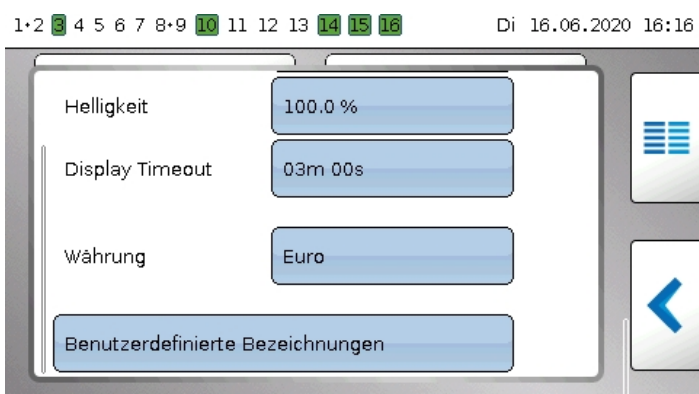 1•2 3 4 5 6 7 8•9 10 11 12 13 14 15 16 Di 16.06.2020 16:16
Helligkeit 100.0 %
Display Timeout 03m 00s
Währung Euro
Benutzerdefinierte Bezeichnungen